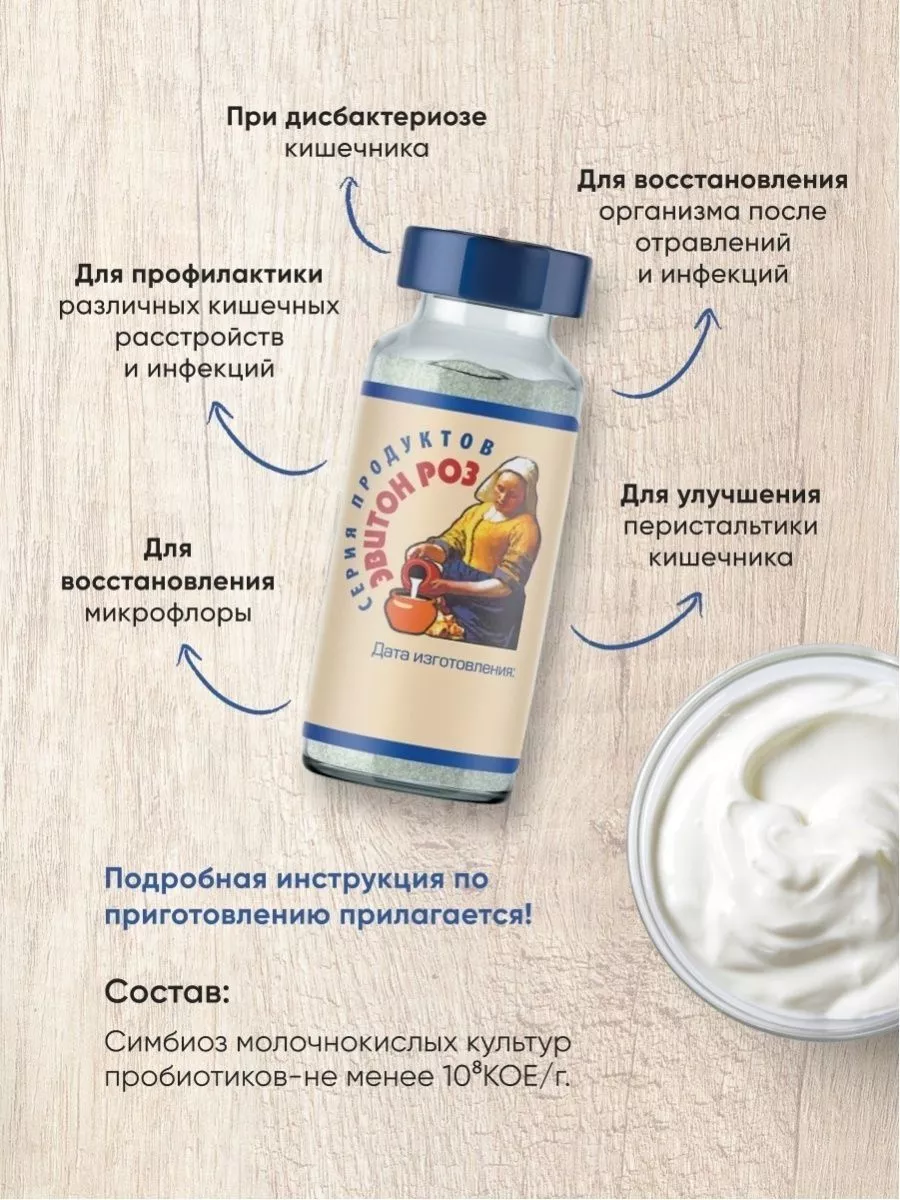 При дисбактериозе
кишечника
Для восстановления
организма после
отравлений
и инфекций
Для профилактики
различных кишечных
расстройств
и инфекций
СЕРИЯ ПРОДУКТОВ
ЭВИТОН РОЗ
Дата изготовления:
Для улучшения
перистальтики
кишечника
Для
восстановления
микрофлоры
Подробная инструкция по
приготовлению прилагается!
Состав:
Симбиоз молочнокислых культур
пробиотиков-не менее 10⁸КОЕ/г.